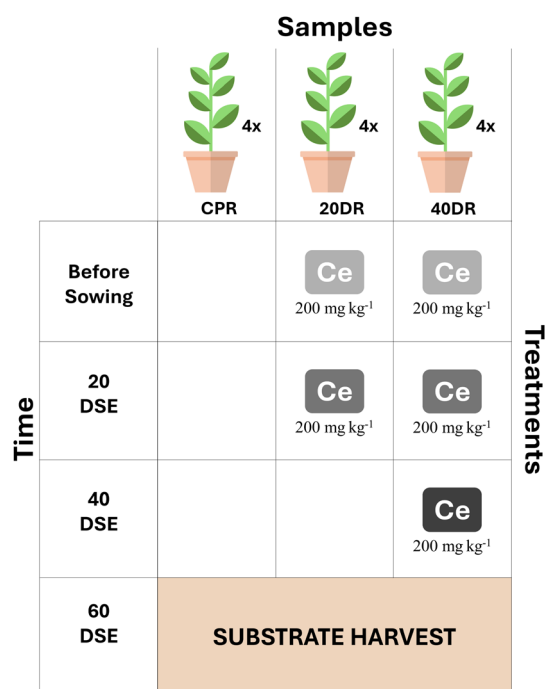 Samples
4x
4x
4x
CPR
20DR
40DR
Before
Sowing
Ce
200 mg kg⁻¹
Ce
200 mg kg⁻¹
20
DSE
Ce
200 mg kg⁻¹
Ce
200 mg kg⁻¹
40
DSE
Ce
200 mg kg⁻¹
60
DSE
SUBSTRATE HARVEST
Time
Treatments